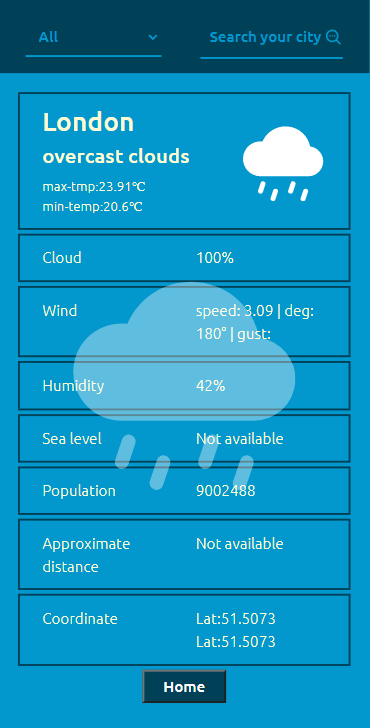 All
Search your city
London
overcast clouds
max-tmp:23.91℃
min-temp:20.6℃
Cloud 100%
Wind speed: 3.09 | deg:
180° | gust:
Humidity 42%
Sea level Not available
Population 9002488
Approximate Not available
distance
Coordinate Lat:51.5073
Lat:51.5073
Home